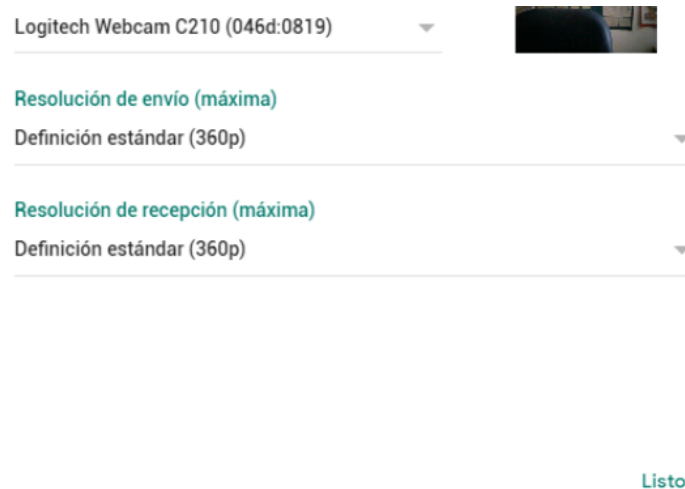 Logitech Webcam C210 (046d:0819)
Resolución de envío (máxima)
Definición estándar (360p)
Resolución de recepción (máxima)
Definición estándar (360p)
Listo